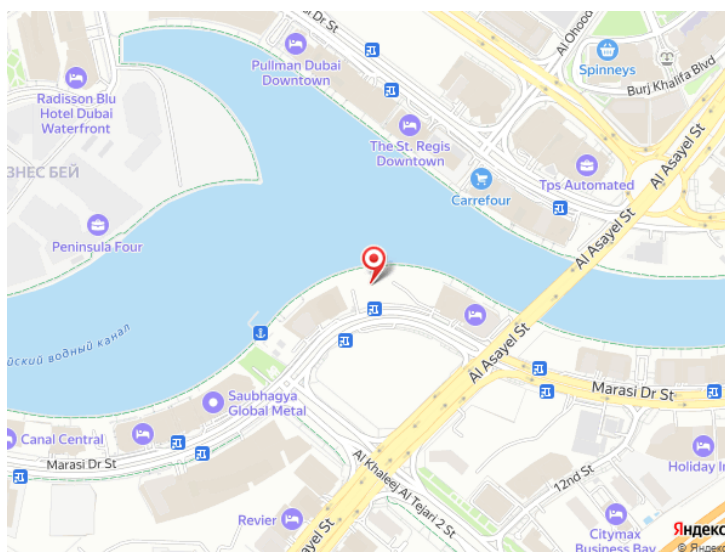 Dr St
Al Ohood
Spinneys
Burj Khalifa Blvd
Pullman Dubai
Downtown
Radisson Blu
Hotel Dubai
Waterfront
The St. Regis
Downtown
Carrefour
Tps Automated
Al Asayel St
Al Asayel St
ЗНЕС БЕЙ
Peninsula Four
йский водный канал
Al Asayel St
Marasi Dr St
Saubhagya
Global Metal
Canal Central
Marasi Dr St
Al Khaleej Al Tejari 2 St
12nd St
Holiday In
Revier
Citymax
Business Bay
el St
Яндекс
© Яндек